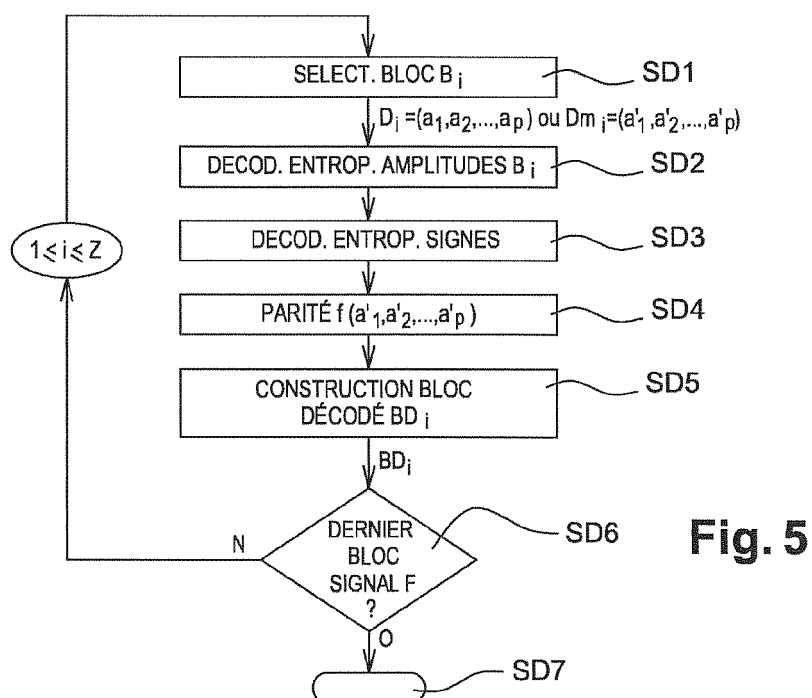 SELECT. BLOC B i
SD1
D i =(a1,a2,...,ap) ou Dm i=(a'1,a'2,...,a'p)
DECOD. ENTROP. AMPLITUDES B i
SD2
DECOD. ENTROP. SIGNES
SD3
1≤i≤Z
PARITÉ f (a'1,a'2,...,a'p)
SD4
CONSTRUCTION BLOC
DÉCODÉ BD i
SD5
BDi
DERNIER
BLOC
SIGNAL F
?
SD6
N
O
SD7
Fig. 5